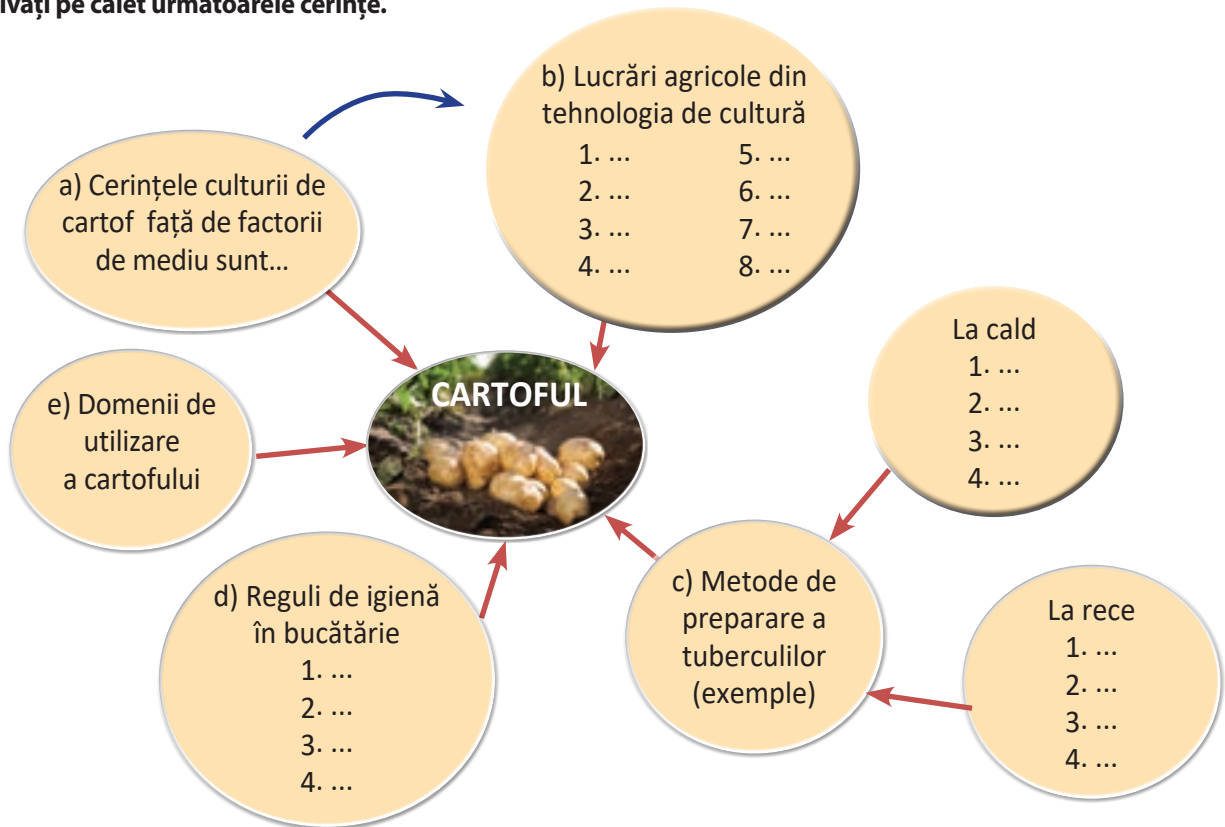 pe caiet următoarele cerințe.
b) Lucrări agricole din
tehnologia de cultură
1. ... 5. ...
2. ... 6. ...
3. ... 7. ...
4. ... 8. ...
a) Cerințele culturii de
cartof față de factorii
de mediu sunt...
La cald
1. ...
2. ...
3. ...
4. ...
CARTOFUL
e) Domenii de
utilizare
a cartofului
c) Metode de
preparare a
tuberculilor
(exemple)
d) Reguli de igienă
în bucătărie
1. ...
2. ...
3. ...
4. ...
La rece
1. ...
2. ...
3. ...
4. ...